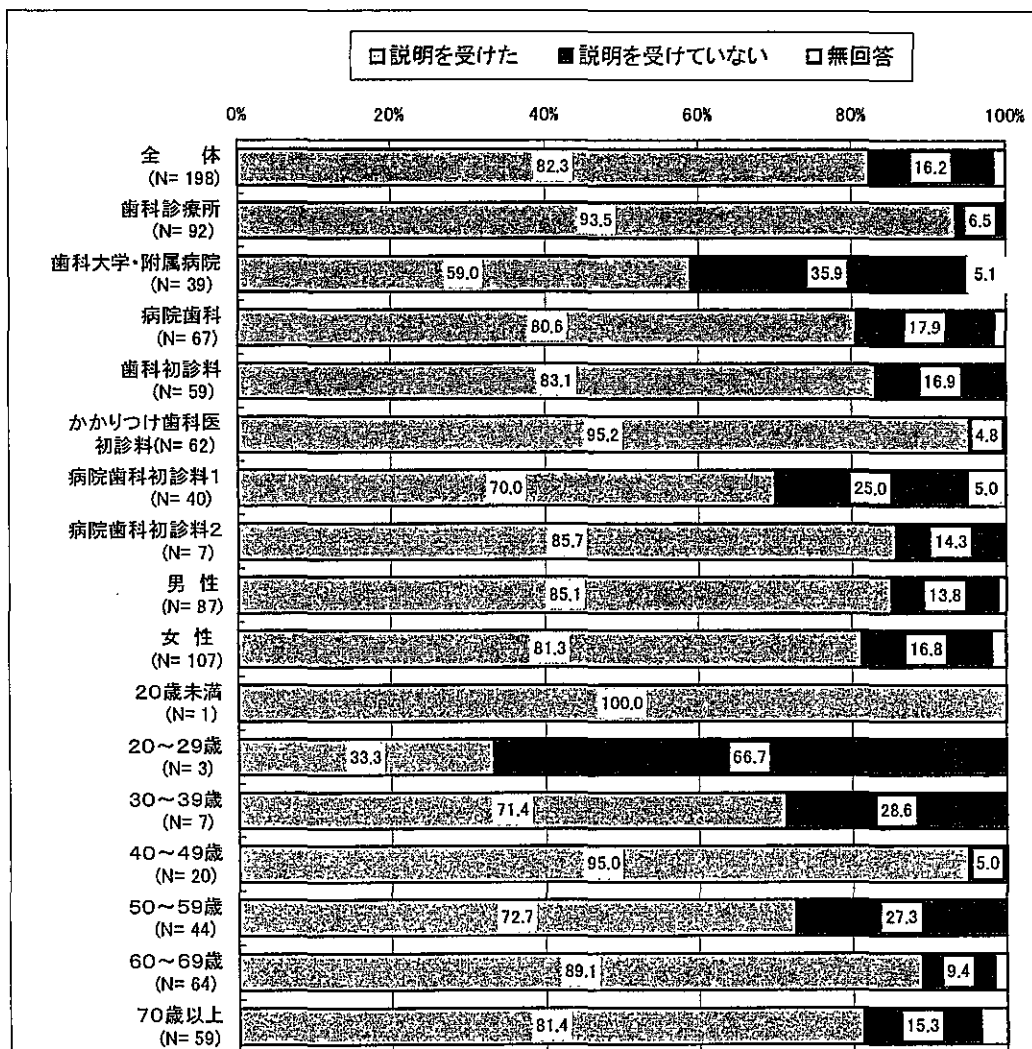 説明を受けた 説明を受けていない 無回答
0% 20% 40% 60% 80% 100%
全 体
(N= 198)
82.3 16.2
歯科診療所
(N= 92)
93.5 6.5
歯科大学・附属病院
(N= 39)
59.0 35.9 5.1
病院歯科
(N= 67)
80.6 17.9
歯科初診料
(N= 59)
83.1 16.9
かかりつけ歯科医
初診料(N= 62)
95.2 4.8
病院歯科初診料1
(N= 40)
70.0 25.0 5.0
病院歯科初診料2
(N= 7)
85.7 14.3
男 性
(N= 87)
85.1 13.8
女 性
(N= 107)
81.3 16.8
20歳未満
(N= 1)
100.0
20～29歳
(N= 3)
33.3 66.7
30～39歳
(N= 7)
71.4 28.6
40～49歳
(N= 20)
95.0 5.0
50～59歳
(N= 44)
72.7 27.3
60～69歳
(N= 64)
89.1 9.4
70歳以上
(N= 59)
81.4 15.3